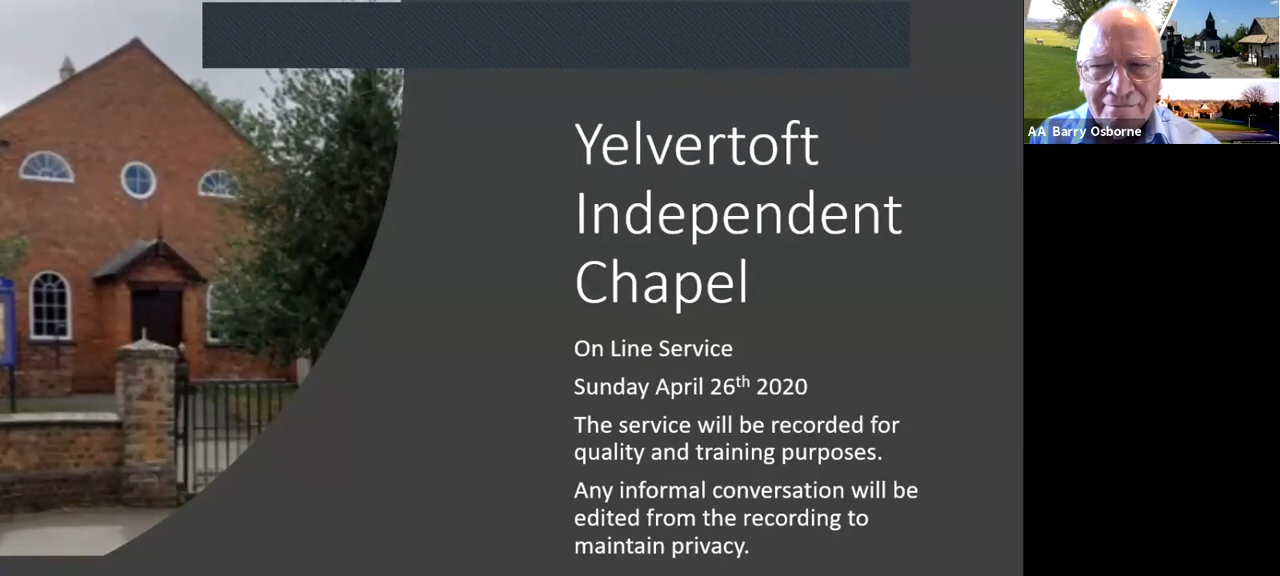 Yelvertoft
Independent
Chapel
On Line Service
Sunday April 26th 2020
The service will be recorded for
quality and training purposes.
Any informal conversation will be
edited from the recording to
maintain privacy.
AA Barry Osborne